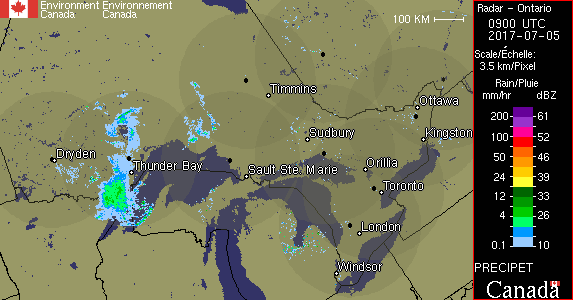 Environment Environnement
Canada Canada
100 KM
Timmins
Ottawa
Sudbury
Kingston
Dryden
Thunder Bay
Sault Ste. Marie
Orillia
Toronto
London
Windsor
Radar - Ontario
0900 UTC
2017-07-05
Scale/Échelle:
3.5 km/Pixel
Rain/Pluie
mm/hr dBZ
200 61
100 52
50 46
24 39
12 33
4 26
0.1 10
PRECIPET
Canada